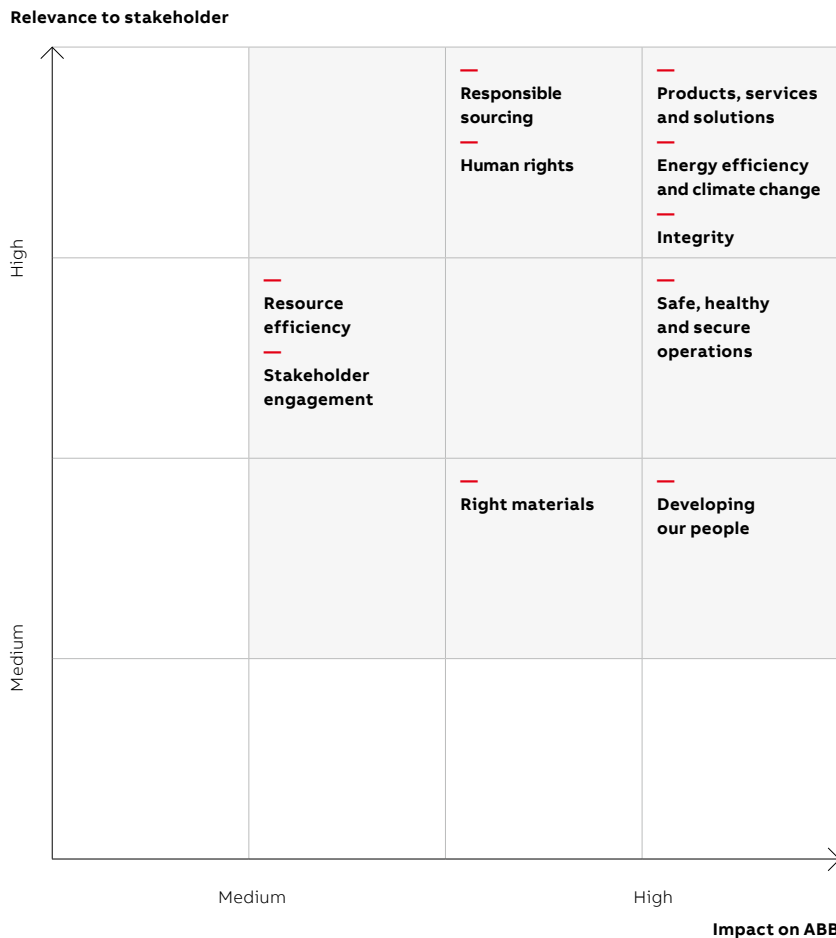 Relevance to stakeholder
Responsible
sourcing
Human rights
Products, services
and solutions
Energy efficiency
and climate change
Integrity
High
Resource
efficiency
Stakeholder
engagement
Safe, healthy
and secure
operations
Right materials
Developing
our people
Medium
Medium
High
Impact on ABB